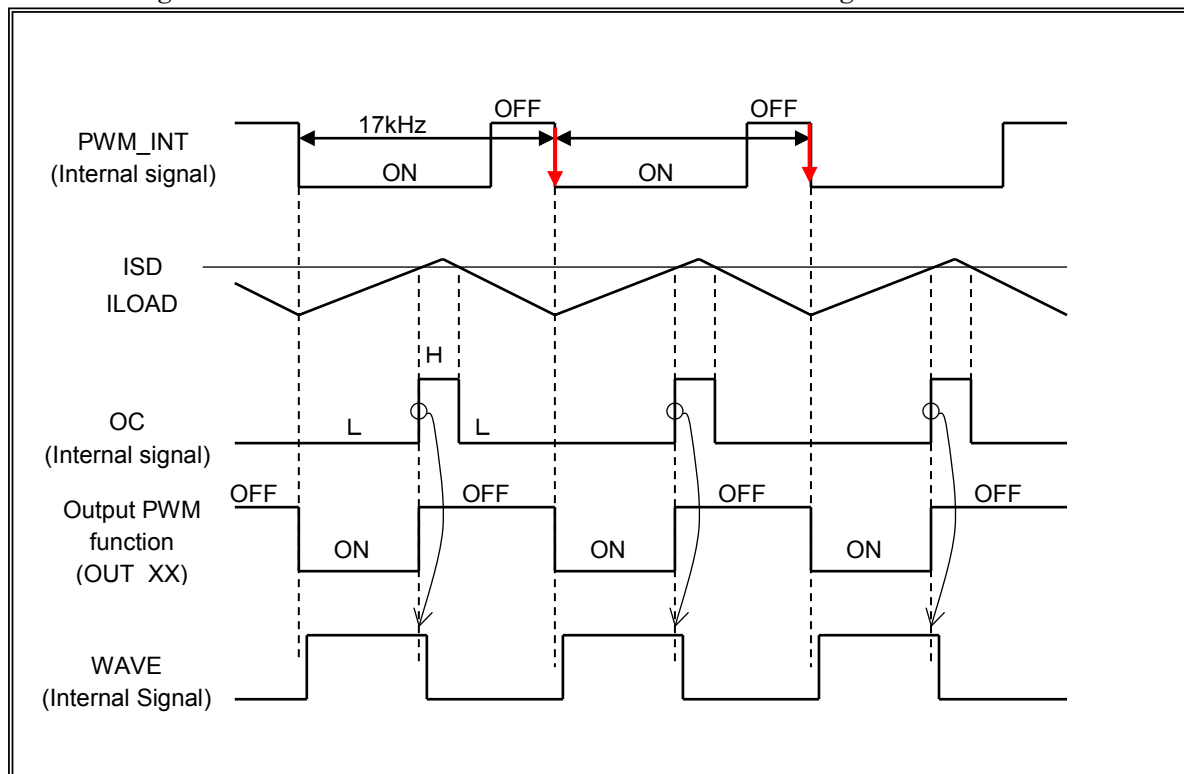 OFF
OFF
17kHz
PWM_INT
(Internal signal)
ON
ON
ISD
ILOAD
H
OC
L
L
(Internal signal)
OFF
OFF
OFF
OFF
Output PWM
function
ON
ON
ON
(OUT XX)
WAVE
(Internal Signal)